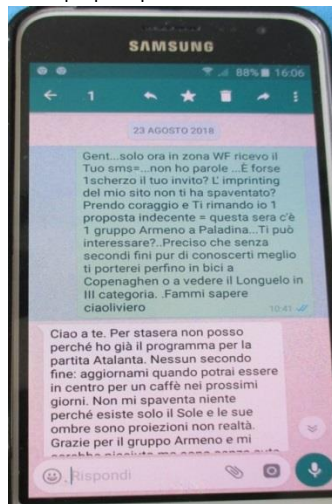 SAMSUNG
88% 16:06
1
23 AGOSTO 2018
Gent...solo ora in zona WF ricevo il
Tuo sms=...non ho parole ...È forse
1scherzo il tuo invito? L' imprinting
del mio sito non ti ha spaventato?
Prendo coraggio e Ti rimando io 1
proposta indecente = questa sera c'è
1 gruppo Armeno a Paladina...Ti può
interessare?..Preciso che senza
secondi fini pur di conoscerti meglio
ti porterei perfino in bici a
Copenaghen o a vedere il Longuelo in
III categoria. .Fammi sapere
ciaoliviero
10:41
Ciao a te. Per stasera non posso
perché ho già il programma per la
partita Atalanta. Nessun secondo
fine: aggiornami quando potrai essere
in centro per un caffè nei prossimi
giorni. Non mi spaventa niente
perché esiste solo il Sole e le sue
ombre sono proiezioni non realtà.
Grazie per il gruppo Armeno e mi
Rispondi